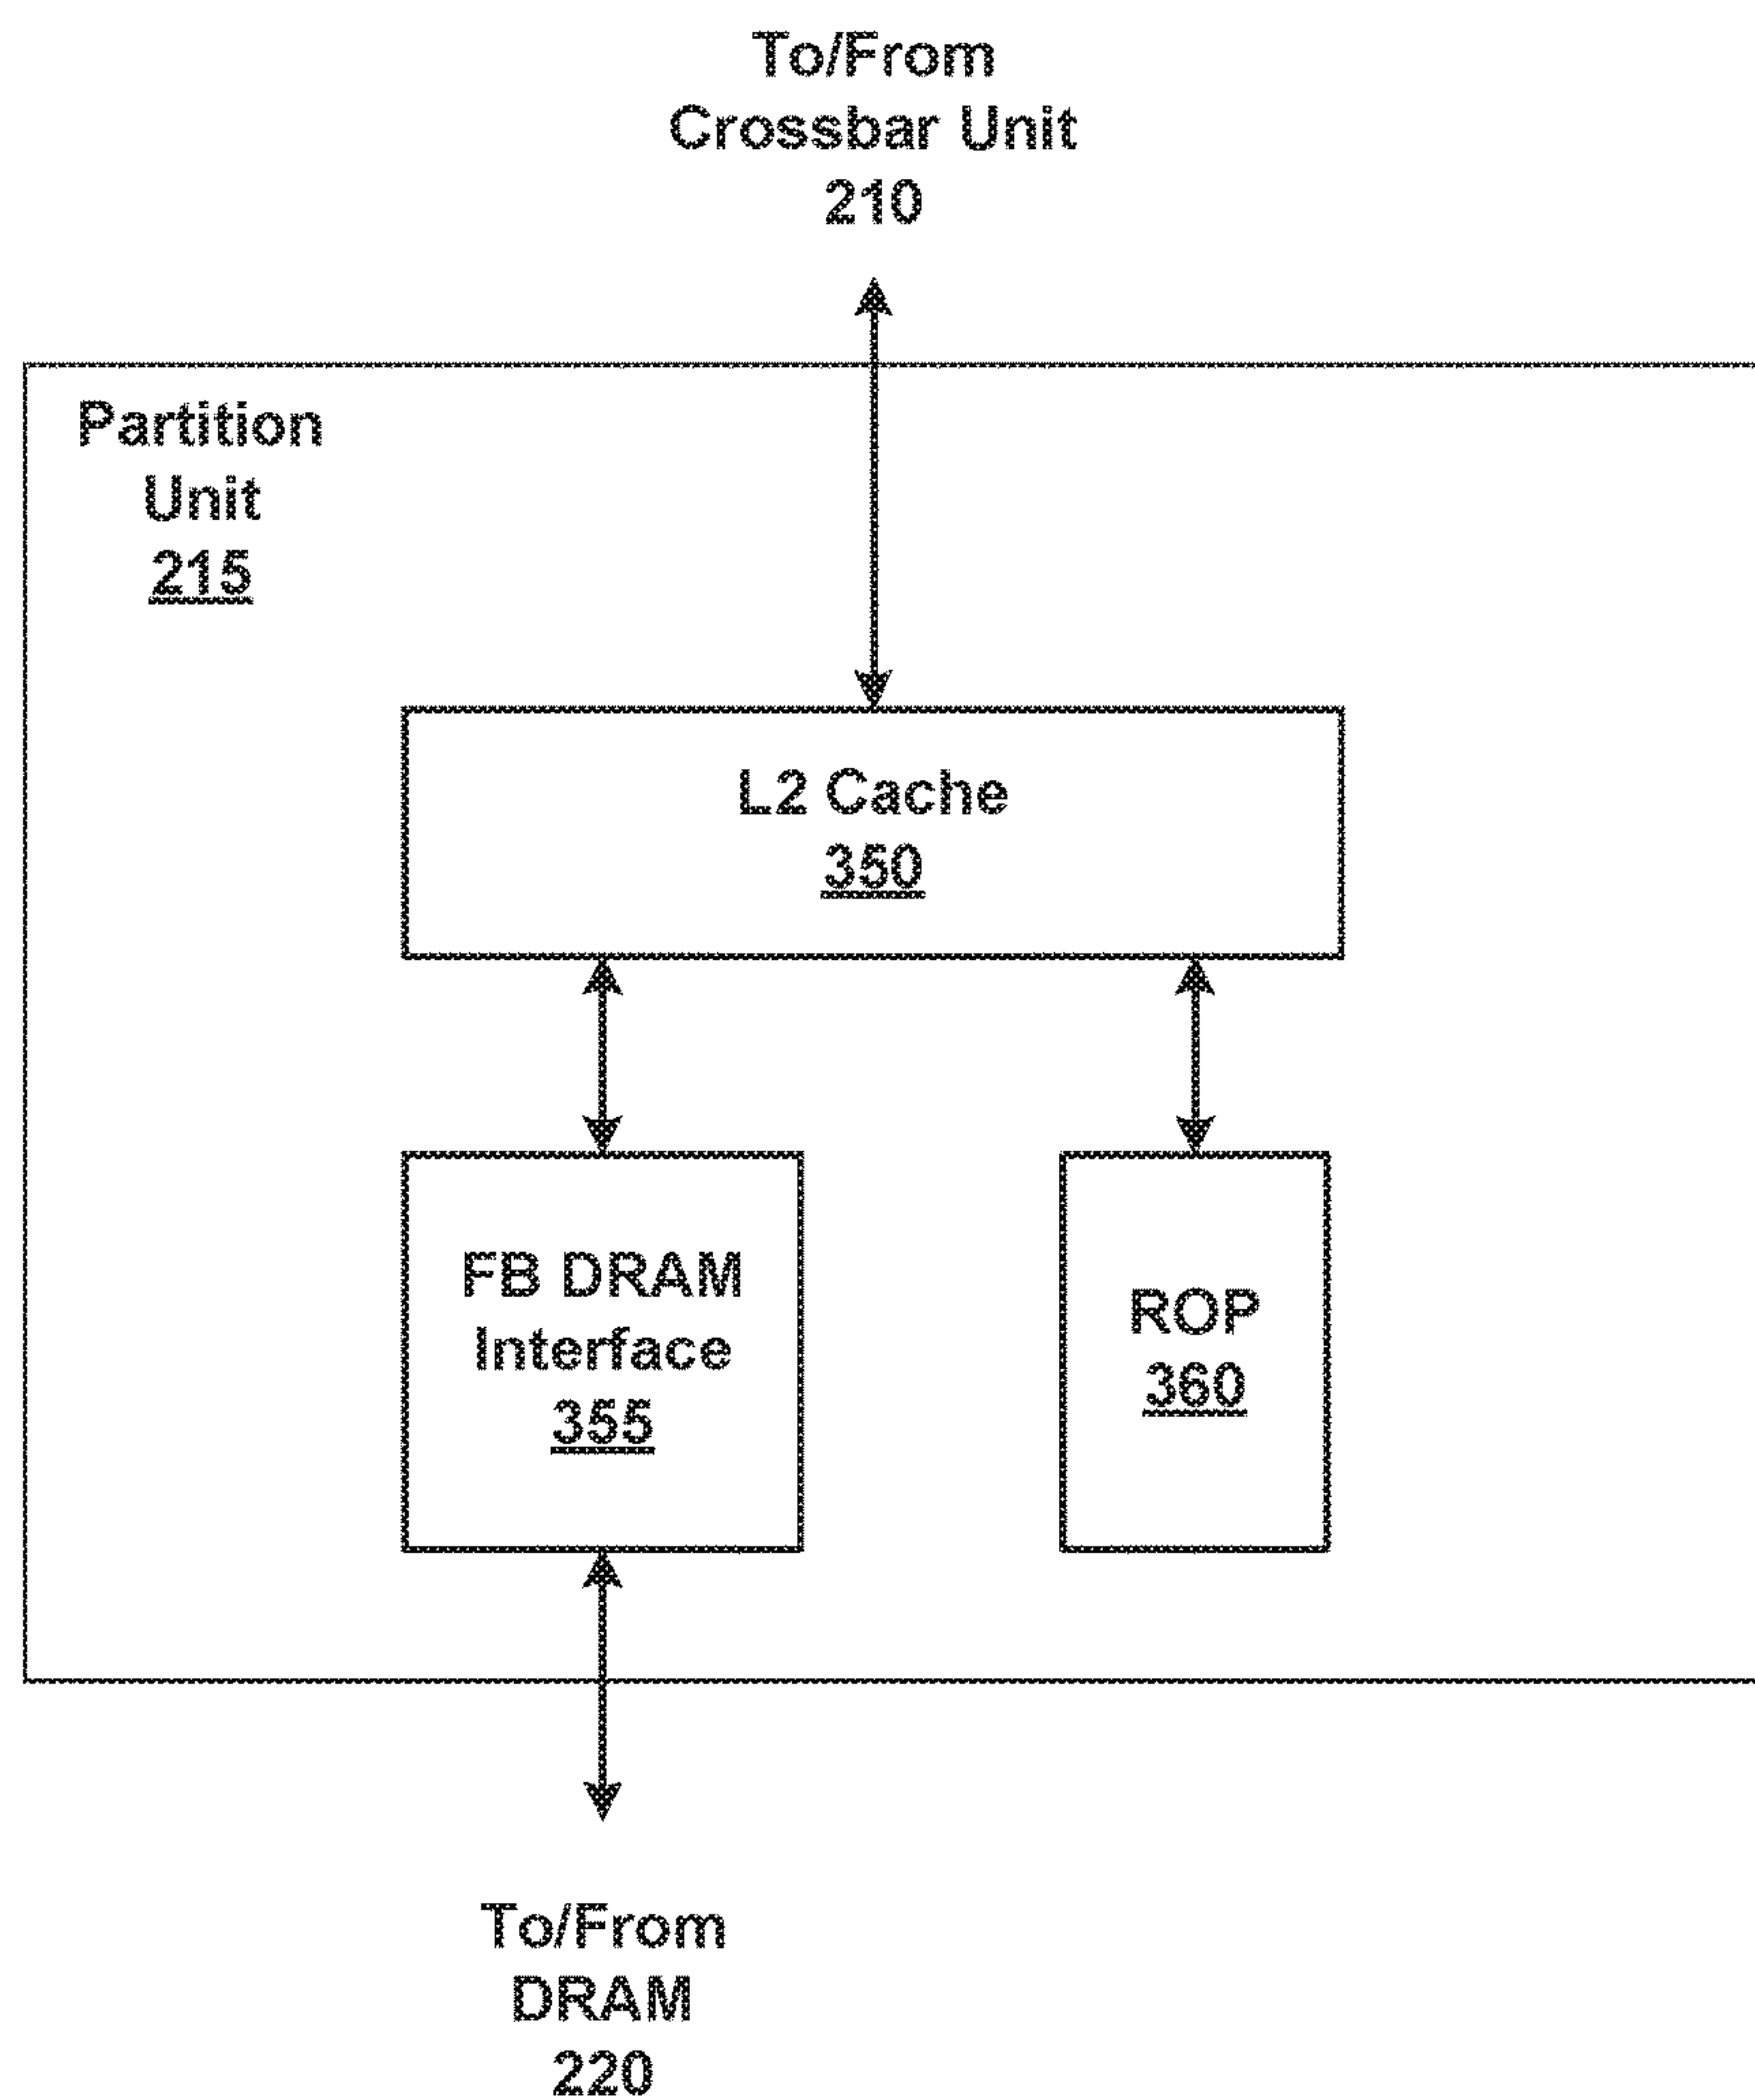 To/From
Crossbar Unit
210
Partition
Unit
215
L2 Cache
350
FB DRAM
Interface
355
ROP
360
To/From
DRAM
220